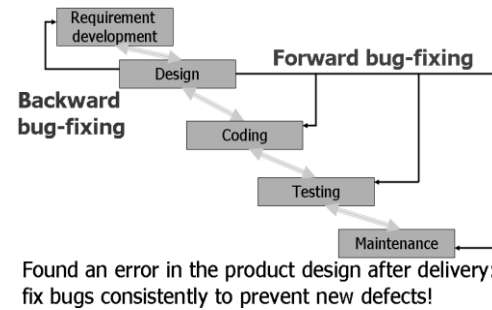 Requirement
development
Forward bug-fixing
Design
Backward
bug-fixing
Coding
Testing
Maintenance
Found an error in the product design after delivery:
fix bugs consistently to prevent new defects!